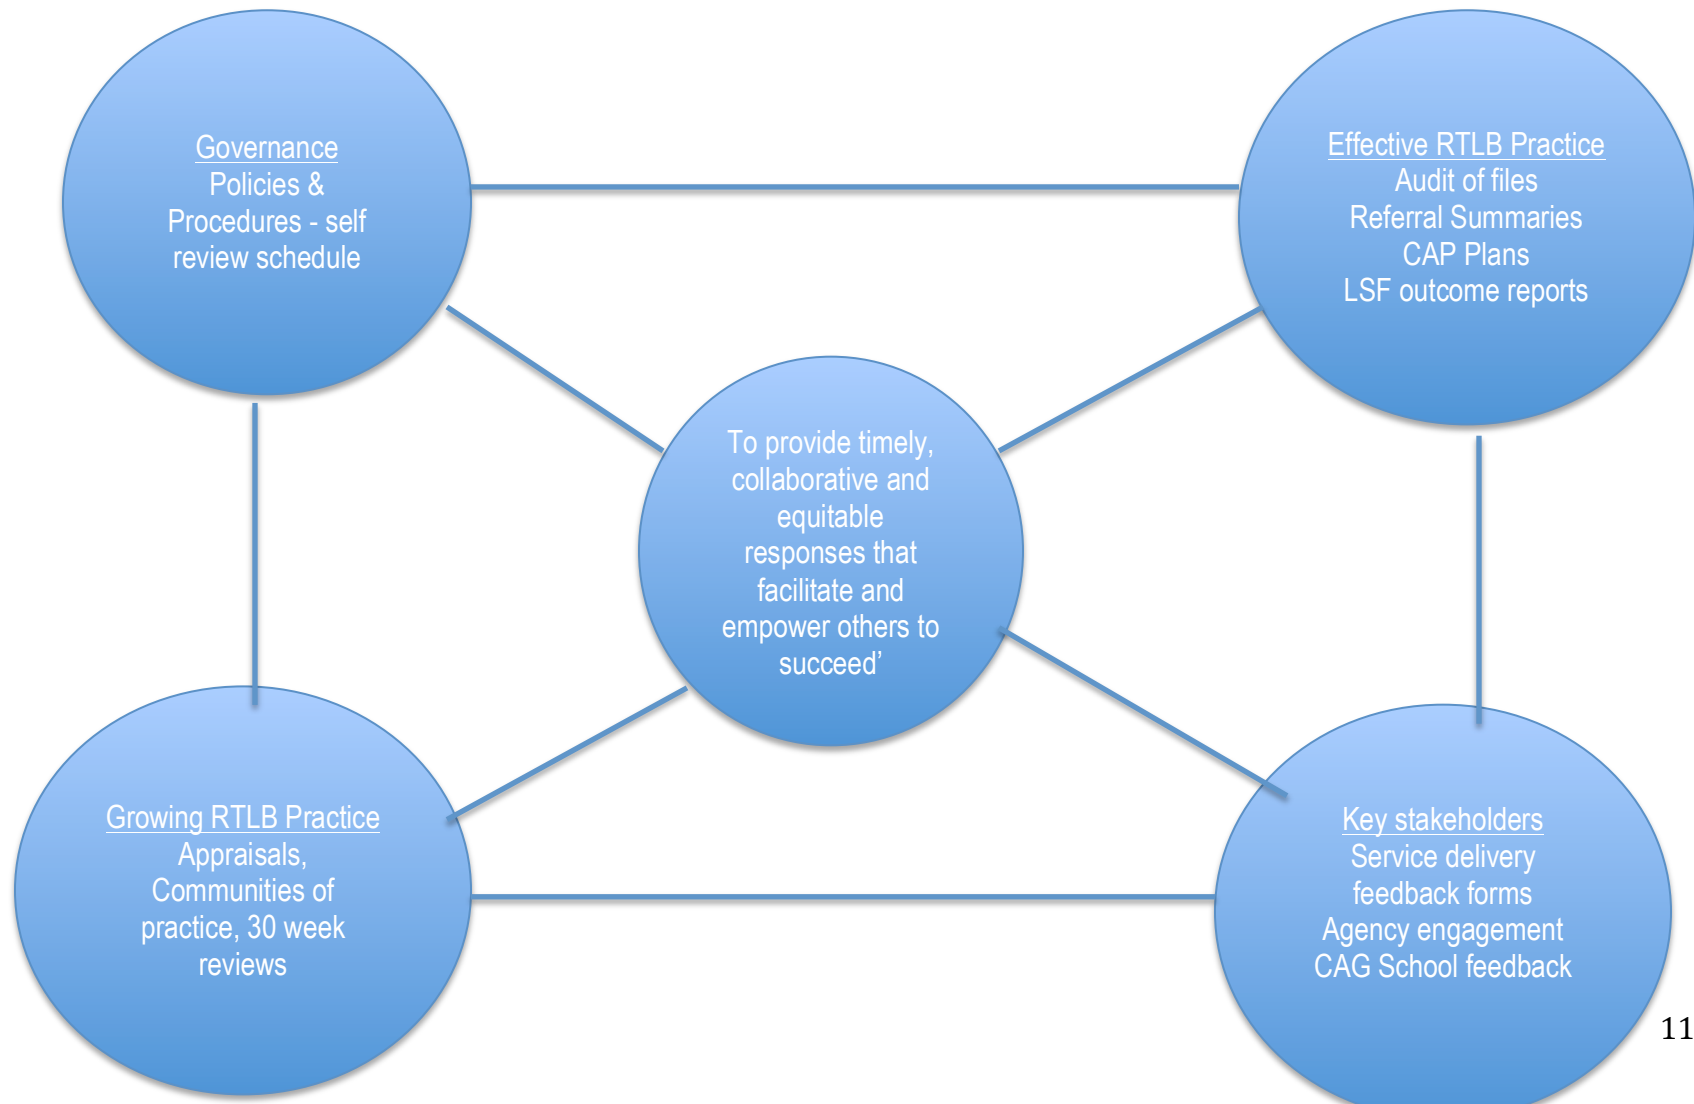 Governance
Policies &
Procedures - self
review schedule
Effective RTLB Practice
Audit of files
Referral Summaries
CAP Plans
LSF outcome reports
To provide timely,
collaborative and
equitable
responses that
facilitate and
empower others to
succeed’
Growing RTLB Practice
Appraisals,
Communities of
practice, 30 week
reviews
Key stakeholders
Service delivery
feedback forms
Agency engagement
CAG School feedback
11